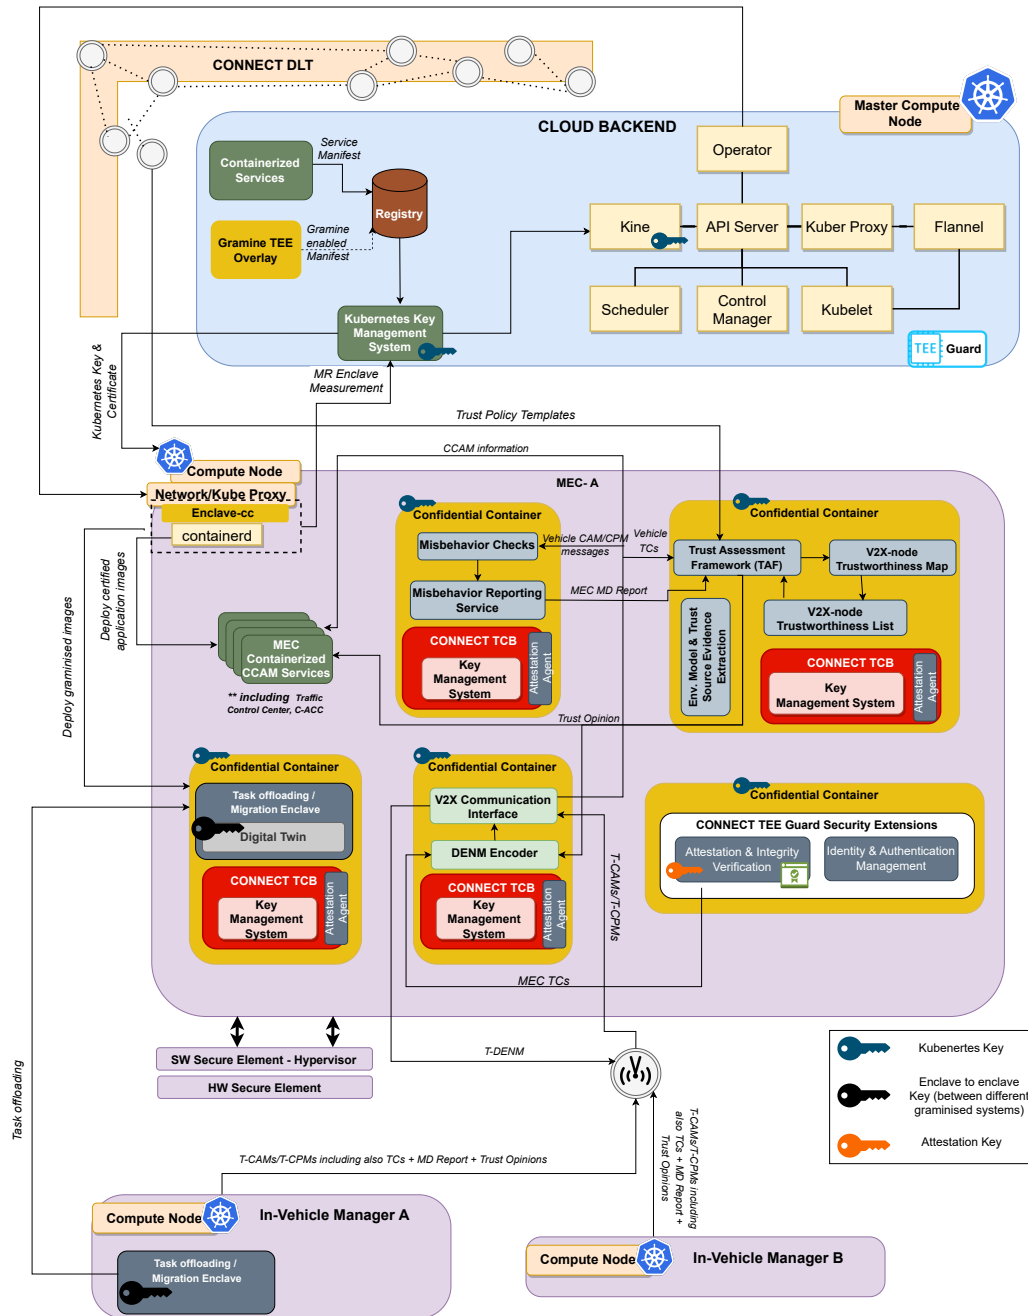 CONNECT DLT
Master Compute
Node
CLOUD BACKEND
Operator
Containerized
Services
Service
Manifest
Registry
Gramine TEE
Overlay
Gramine
enabled
Manifest
Kine
API Server
Kuber Proxy
Flannel
Scheduler
Control
Manager
Kubelet
Kubernetes Key
Management
System
TEE Guard
MR Enclave
Measurement
Kubernetes Key &
Certificate
Trust Policy Templates
CCAM information
Compute Node
Network/Kube Proxy
Enclave-cc
containerd
MEC- A
Confidential Container
Misbehavior Checks
Vehicle CAM/CPM
messages
Misbehavior Reporting
Service
MEC MD Report
CONNECT TCB
Key
Management
System
Attestation
Agent
Vehicle
TCs
Confidential Container
Trust Assessment
Framework (TAF)
V2X-node
Trustworthiness Map
V2X-node
Trustworthiness List
Env. Model & Trust
Source Evidence
Extraction
CONNECT TCB
Key
Management
System
Attestation
Agent
Deploy graminised images
Deploy certified
application images
MEC
Containerized
CCAM Services
** including Traffic
Control Center, C-ACC
Trust Opinion
Confidential Container
Task offloading /
Migration Enclave
Digital Twin
CONNECT TCB
Key
Management
System
Attestation
Agent
Confidential Container
V2X Communication
Interface
DENM Encoder
CONNECT TCB
Key
Management
System
Attestation
Agent
T-CAMs/T-CPMs
Confidential Container
CONNECT TEE Guard Security Extensions
Attestation & Integrity
Verification
Identity & Authentication
Management
MEC TCs
SW Secure Element - Hypervisor
HW Secure Element
T-DENM
Task offloading
T-CAMs/T-CPMs including also TCs + MD Report + Trust Opinions
T-CAMs/T-CPMs including
also TCs + MD Report +
Trust Opinions
Kubenertes Key
Enclave to enclave
Key (between different
graminised systems)
Attestation Key
Compute Node
In-Vehicle Manager A
Task offloading /
Migration Enclave
Compute Node
In-Vehicle Manager B